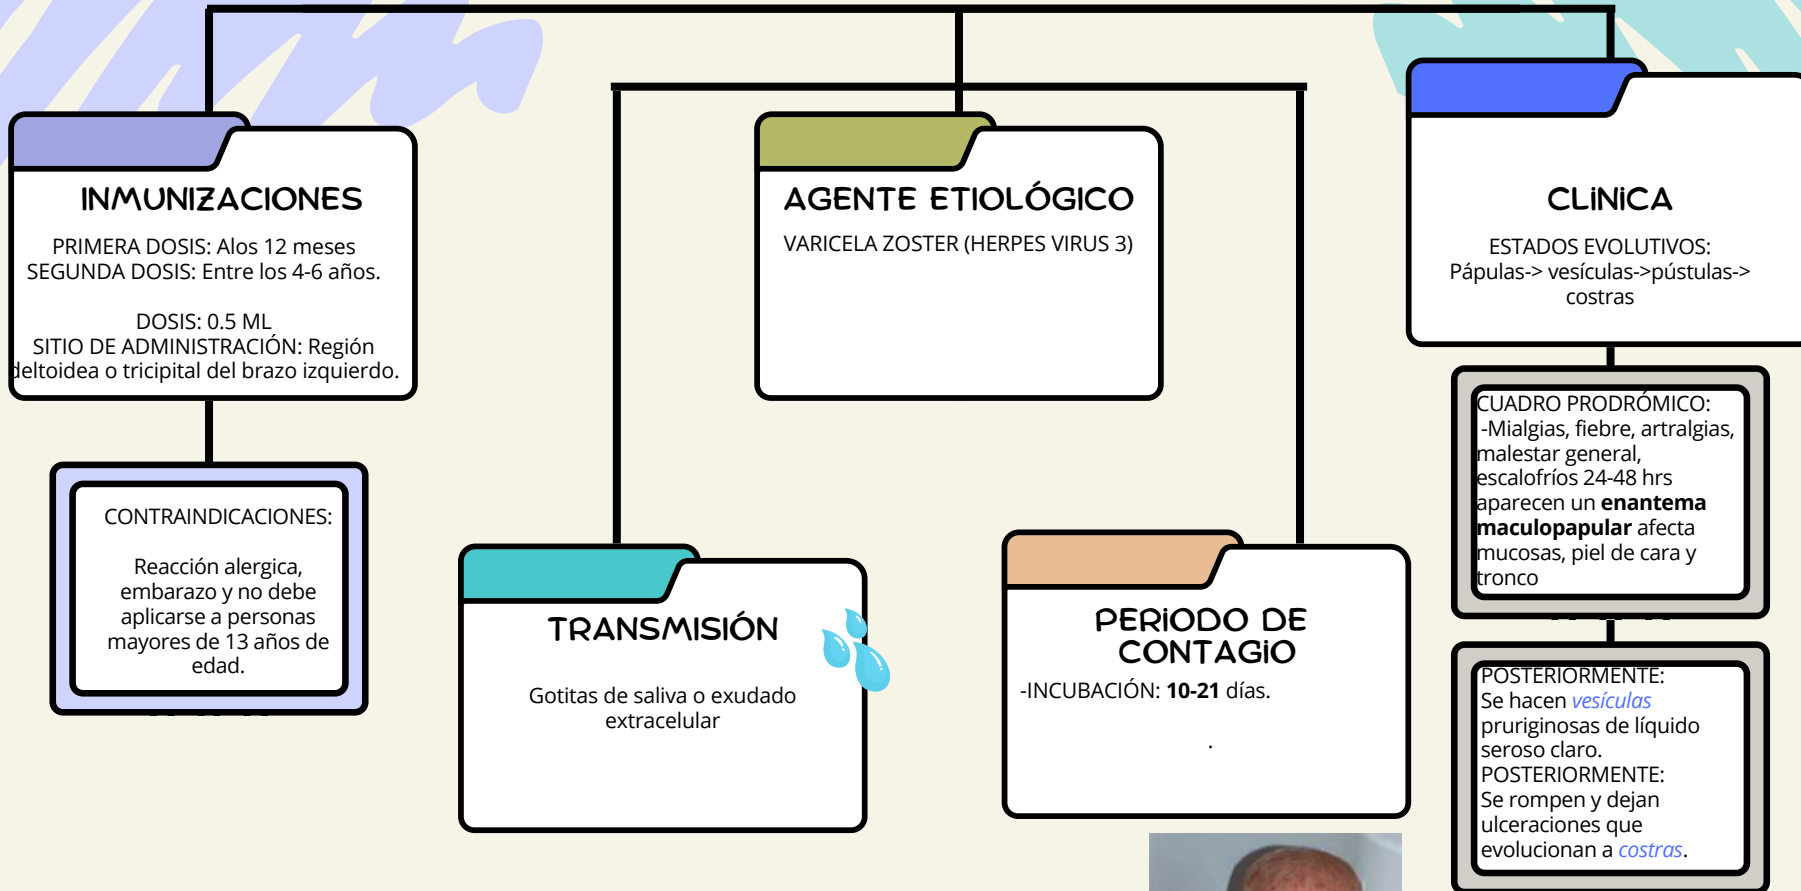 INMUNIZACIONES
PRIMERA DOSIS: Alos 12 meses
SEGUNDA DOSIS: Entre los 4-6 años.
DOSIS: 0.5 ML
SITIO DE ADMINISTRACIÓN: Región
deltoidea o tricipital del brazo izquierdo.
CONTRAINDICACIONES:
Reacción alergica,
embarazo y no debe
aplicarse a personas
mayores de 13 años de
edad.
AGENTE ETIOLÓGICO
VARICELA ZOSTER (HERPES VIRUS 3)
TRANSMISIÓN
Gotitas de saliva o exudado
extracelular
PERIODO DE
CONTAGIO
-INCUBACIÓN: 10-21 días.
.
CLINICA
ESTADOS EVOLUTIVOS:
Pápulas-> vesículas->pústulas->
costras
CUADRO PRODRÓMICO:
-Mialgias, fiebre, artralgias,
malestar general,
escalofríos 24-48 hrs
aparecen un enantema
maculopapular afecta
mucosas, piel de cara y
tronco
POSTERIORMENTE:
Se hacen vesículas
pruriginosas de líquido
seroso claro.
POSTERIORMENTE:
Se rompen y dejan
ulceraciones que
evolucionan a costras.